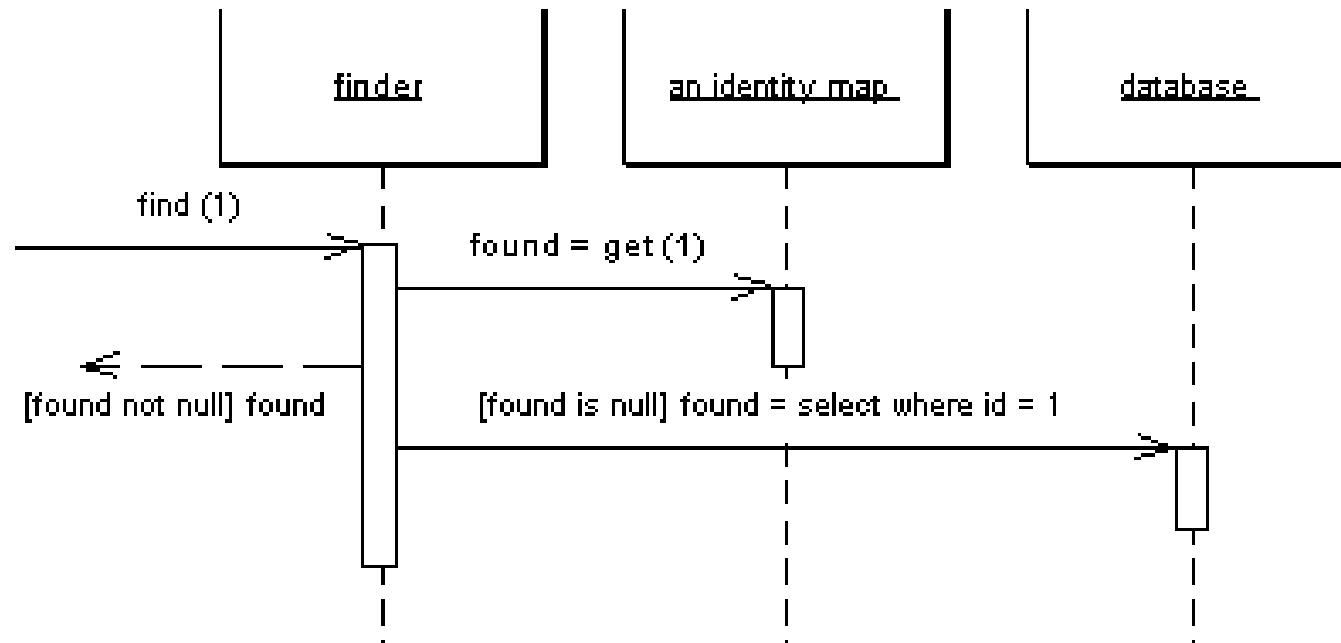 finder
an identity map
database
find (1)
found = get (1)
[found not null] found
[found is null] found = select where id = 1